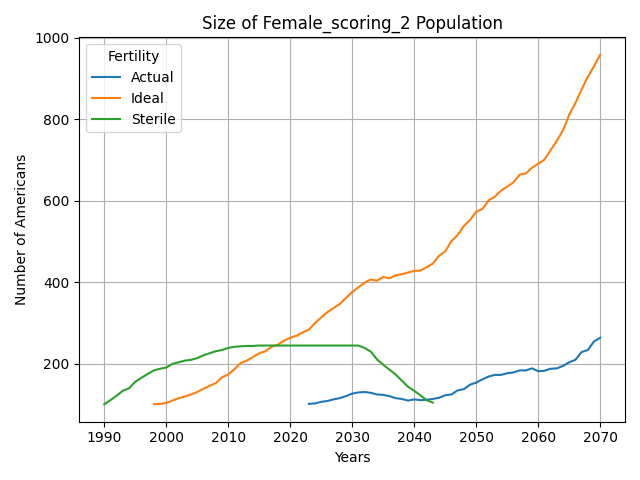 Size of Female_scoring_2 Population
Fertility
Actual
Ideal
Sterile
Number of Americans
1000
800
600
400
200
1990 2000 2010 2020 2030 2040 2050 2060 2070
Years